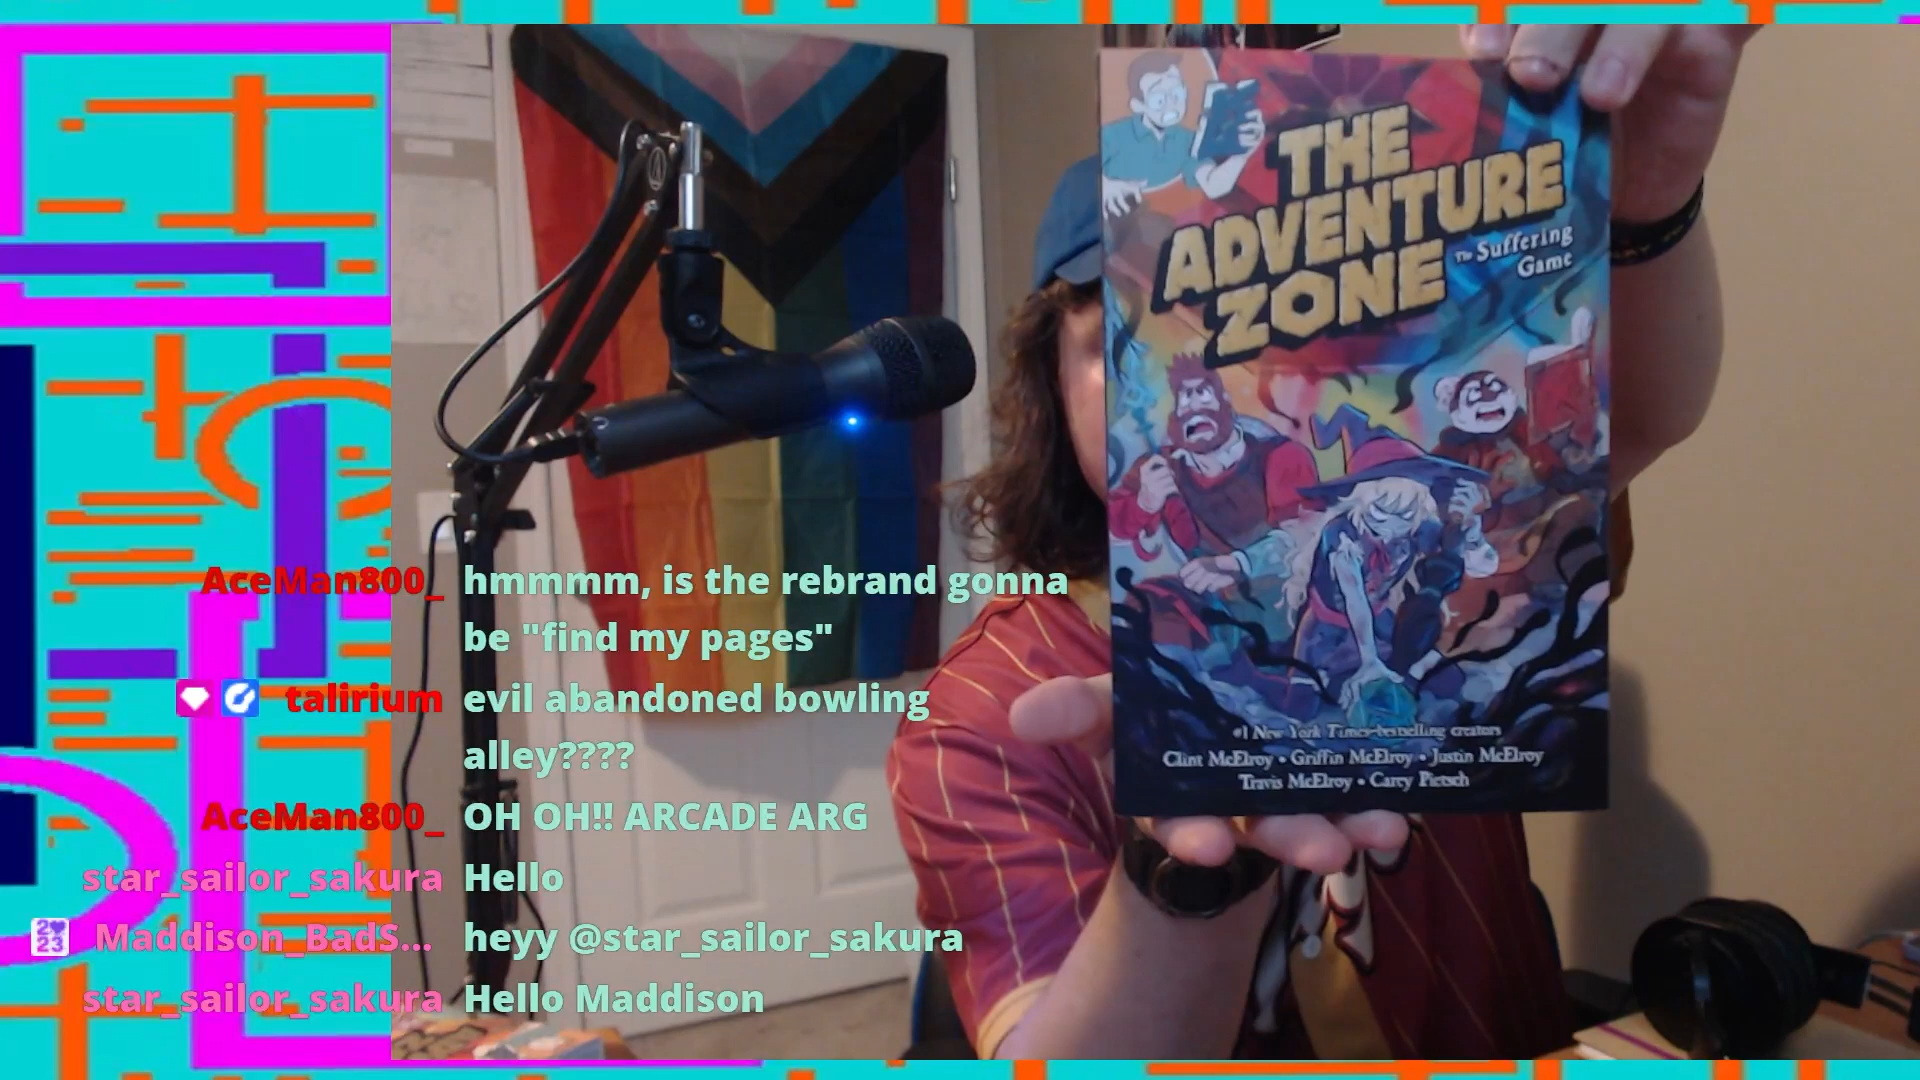 THE
ADVENTURE
ZONE
The Suffering
Game
#1 New York Times-bestselling creators
Clint McElroy • Griffin McElroy • Justin McElroy
Travis McElroy • Carey Pietsch
AceMan800_ hmmmm, is the rebrand gonna
be "find my pages"
talirium evil abandoned bowling
alley????
AceMan800_ OH OH!! ARCADE ARG
star_sailor_sakura Hello
2023 Maddison_BadS... heyy @star_sailor_sakura
star_sailor_sakura Hello Maddison